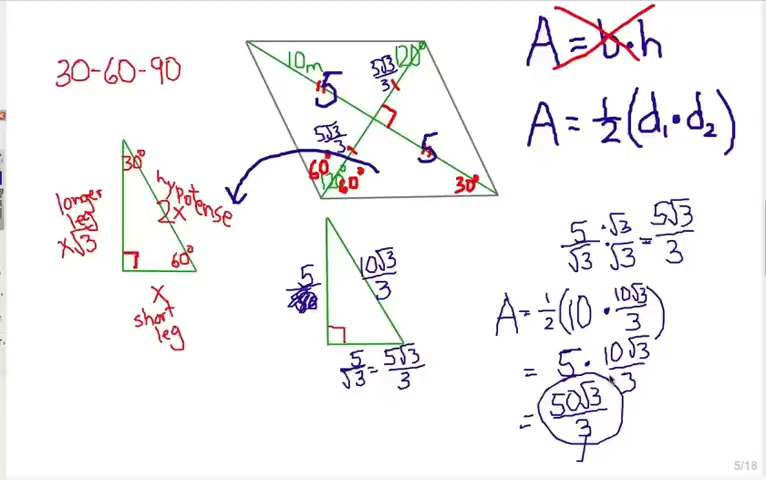 30-60-90
30°
longer
leg
x√3
hypotenuse
2x
60°
x
short
leg
10m
120°
5√3/3
5
5√3/3
5
60°
120°
60°
30°
5
10√3/3
5/√3 = 5√3/3
A = b·h
A = 1/2 (d₁·d₂)
5/√3 · √3/√3 = 5√3/3
A = 1/2 (10 · 10√3/3)
= 5 · 10√3/3
= 50√3/3
5/18